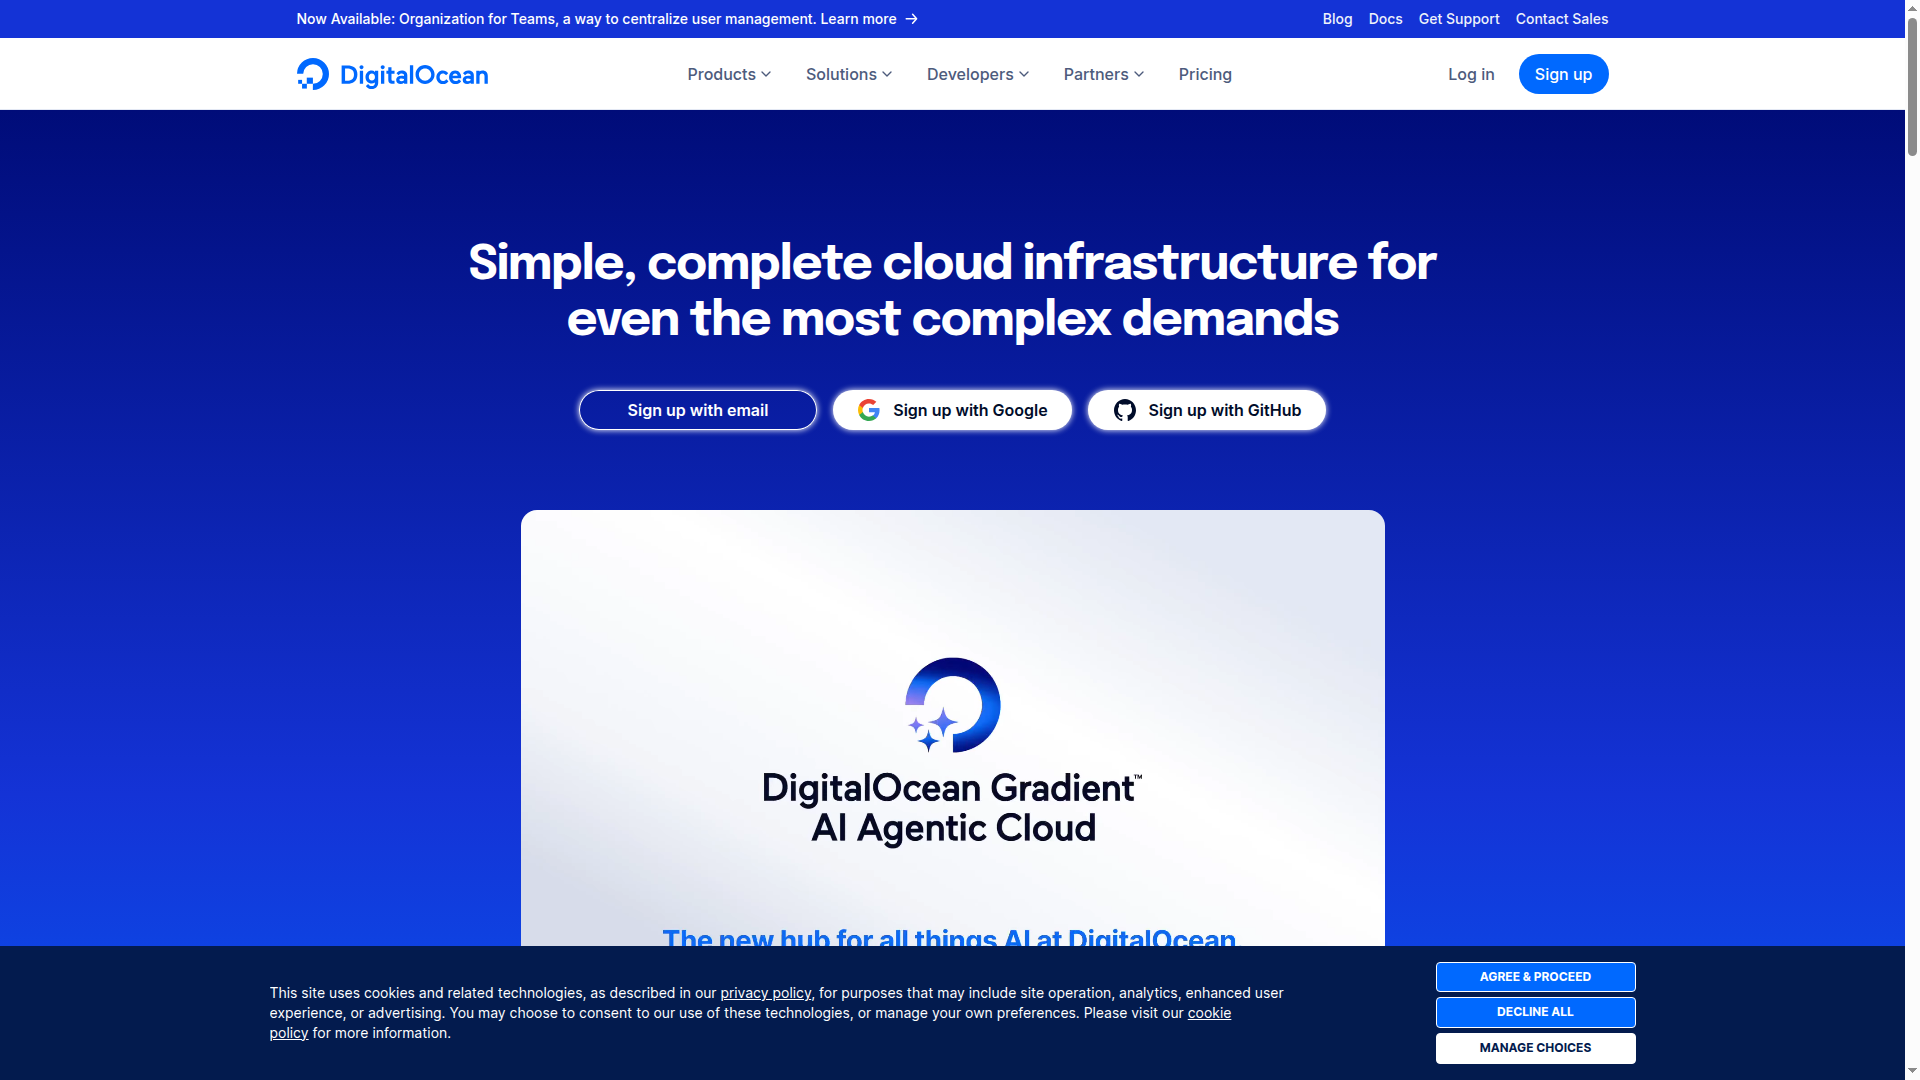 Now Available: Organization for Teams, a way to centralize user management. Learn more →
Blog Docs Get Support Contact Sales
DigitalOcean
Products Solutions Developers Partners Pricing
Log in Sign up
Simple, complete cloud infrastructure for
even the most complex demands
Sign up with email
Sign up with Google
Sign up with GitHub
DigitalOcean Gradient™
AI Agentic Cloud
The new hub for all things AI at DigitalOcean
This site uses cookies and related technologies, as described in our privacy policy, for purposes that may include site operation, analytics, enhanced user
experience, or advertising. You may choose to consent to our use of these technologies, or manage your own preferences. Please visit our cookie
policy for more information.
AGREE & PROCEED
DECLINE ALL
MANAGE CHOICES